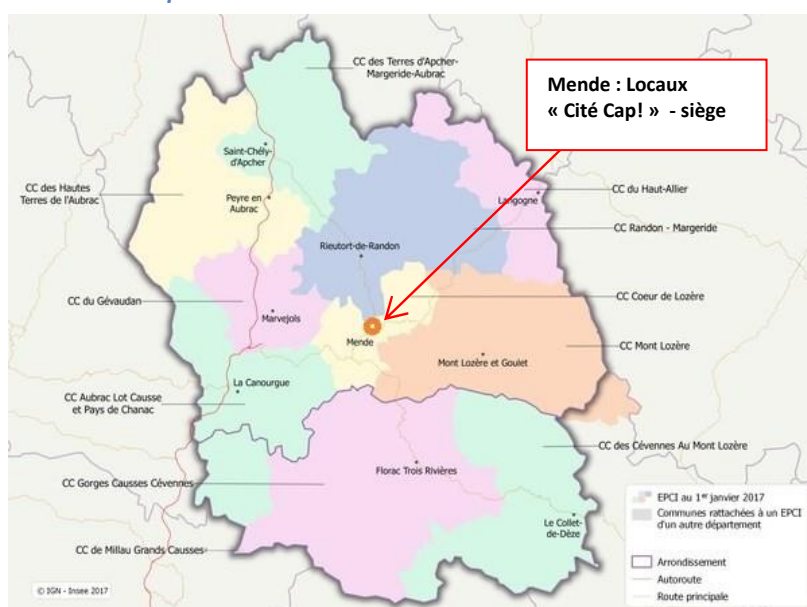 CC des Terres d'Apcher-
Margeride-Aubrac
Mende : Locaux
« Cité Cap! » - siège
Saint-Chély-
d'Apcher
CC des Hautes
Terres de l'Aubrac
Peyre en
Aubrac
CC du Haut-Allier
Langogne
CC Randon - Margeride
Rieutort-de-Randon
CC du Gévaudan
CC Coeur de Lozère
Marvejols
Mende
CC Mont Lozère
Mont Lozère et Goulet
La Canourgue
CC Aubrac Lot Causse
et Pays de Chanac
CC des Cévennes Au Mont Lozère
Florac Trois Rivières
CC Gorges Causses Cévennes
EPCI au 1er janvier 2017
Communes rattachées à un EPCI
d'un autre département
Le Collet-
de-Dèze
CC de Millau Grands Causses
Arrondissement
Autoroute
Route principale
© IGN - Insee 2017